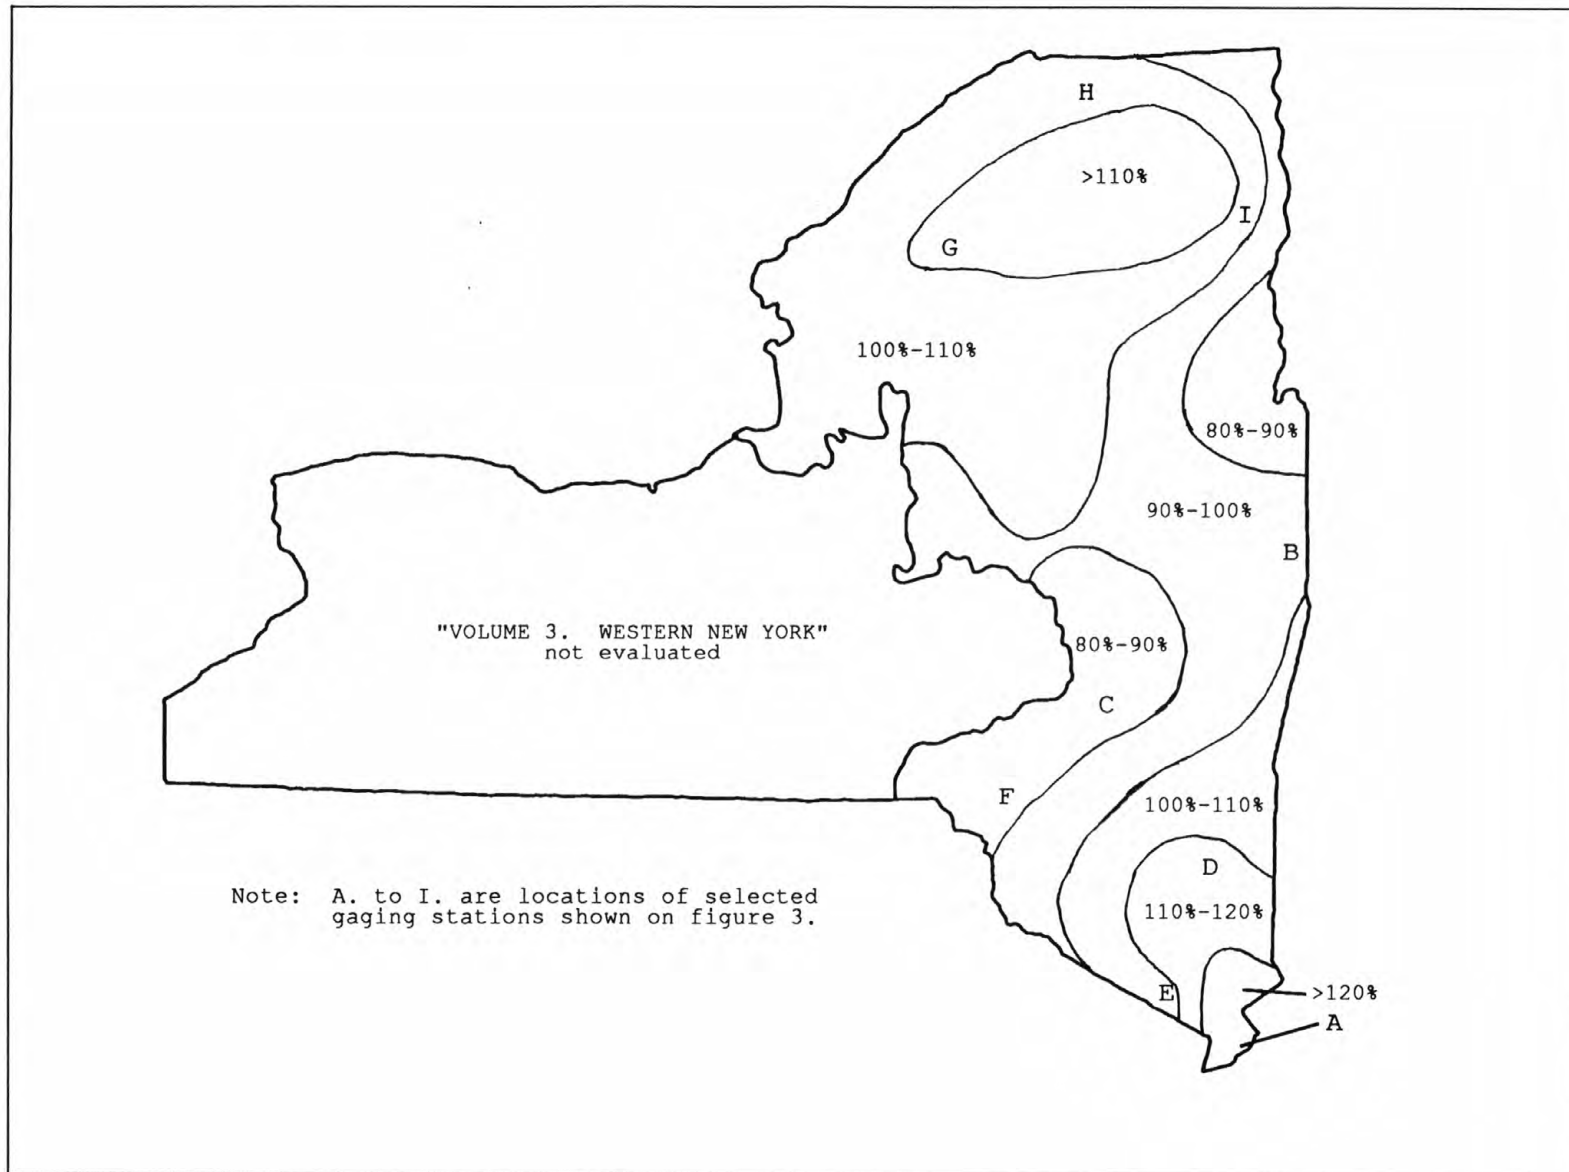 H
>110%
I
G
100%-110%
80%-90%
90%-100%
B
"VOLUME 3. WESTERN NEW YORK"
not evaluated
80%-90%
C
F
100%-110%
D
Note: A. to I. are locations of selected
gaging stations shown on figure 3.
110%-120%
E
>120%
A